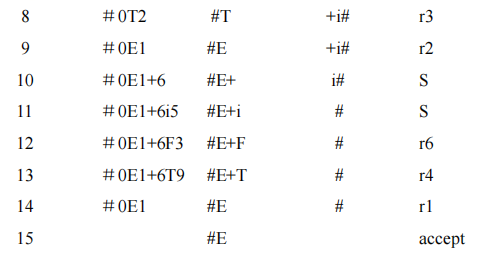 8 #0T2 #T +i# r3
9 #0E1 #E +i# r2
10 #0E1+6 #E+ i# S
11 #0E1+6i5 #E+i # S
12 #0E1+6F3 #E+F # r6
13 #0E1+6T9 #E+T # r4
14 #0E1 #E # r1
15 #E accept